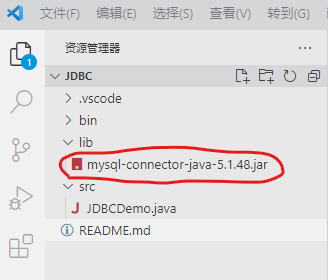 文件(F) 编辑(E) 选择(S) 查看(V) 转到(G)
资源管理器
JDBC
.vscode
bin
lib
mysql-connector-java-5.1.48.jar
src
J JDBCDemo.java
README.md
1